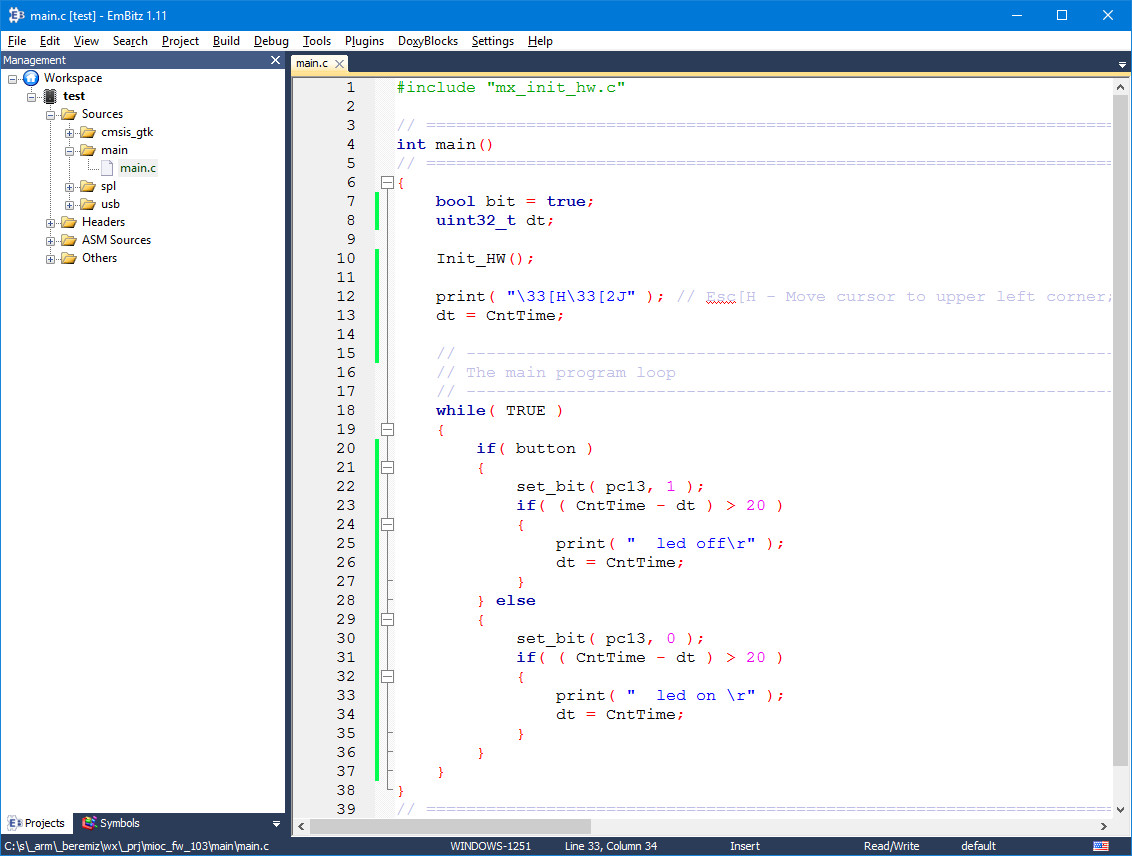 main.c [test] - EmBitz 1.11
File Edit View Search Project Build Debug Tools Plugins DoxyBlocks Settings Help
Management
main.c
Workspace
test
Sources
cmsis_gtk
main
main.c
spl
usb
Headers
ASM Sources
Others
1 #include "mx_init_hw.c"
2
3 // =====================================================================
4 int main()
5 // =====================================================================
6 {
7 bool bit = true;
8 uint32_t dt;
9
10 Init_HW();
11
12 print( "\33[H\33[2J" ); // Esc[H - Move cursor to upper left corner;
13 dt = CntTime;
14
15 // -----------------------------------------------------------------
16 // The main program loop
17 // -----------------------------------------------------------------
18 while( TRUE )
19 {
20 if( button )
21 {
22 set_bit( pc13, 1 );
23 if( ( CntTime - dt ) > 20 )
24 {
25 print( "  led off\r" );
26 dt = CntTime;
27 }
28 } else
29 {
30 set_bit( pc13, 0 );
31 if( ( CntTime - dt ) > 20 )
32 {
33 print( "  led on \r" );
34 dt = CntTime;
35 }
36 }
37 }
38 }
39 // =====================================================================
Projects Symbols
C:\s\_arm\_beremiz\wx\_prj\mioc_fw_103\main\main.c WINDOWS-1251 Line 33, Column 34 Insert Read/Write default